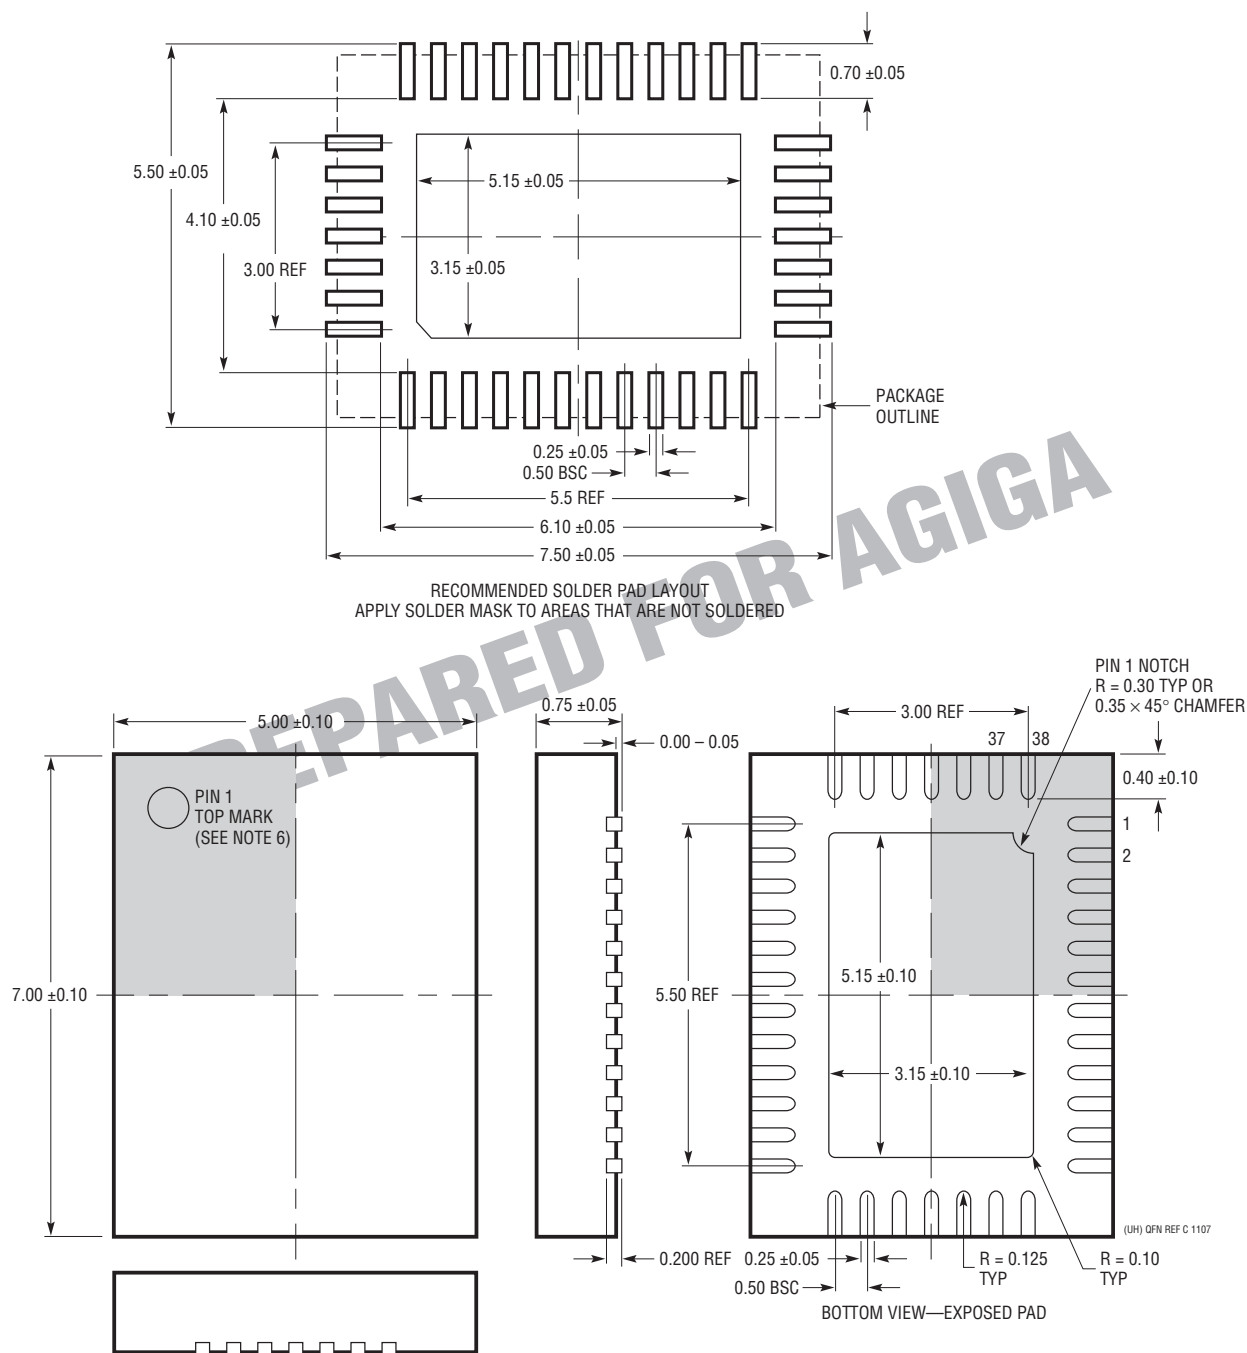 0.70 ±0.05
5.50 ±0.05
5.15 ±0.05
4.10 ±0.05
3.00 REF
3.15 ±0.05
PACKAGE
OUTLINE
0.25 ±0.05
0.50 BSC
5.5 REF
6.10 ±0.05
7.50 ±0.05
RECOMMENDED SOLDER PAD LAYOUT
APPLY SOLDER MASK TO AREAS THAT ARE NOT SOLDERED
PREPARED FOR AGIGA
PIN 1 NOTCH
R = 0.30 TYP OR
0.35 × 45° CHAMFER
5.00 ±0.10
0.75 ±0.05
3.00 REF
0.00 – 0.05
37 38
0.40 ±0.10
PIN 1
TOP MARK
(SEE NOTE 6)
1
2
7.00 ±0.10
5.50 REF
5.15 ±0.10
3.15 ±0.10
(UH) QFN REF C 1107
0.200 REF
0.25 ±0.05
0.50 BSC
R = 0.125
TYP
R = 0.10
TYP
BOTTOM VIEW—EXPOSED PAD